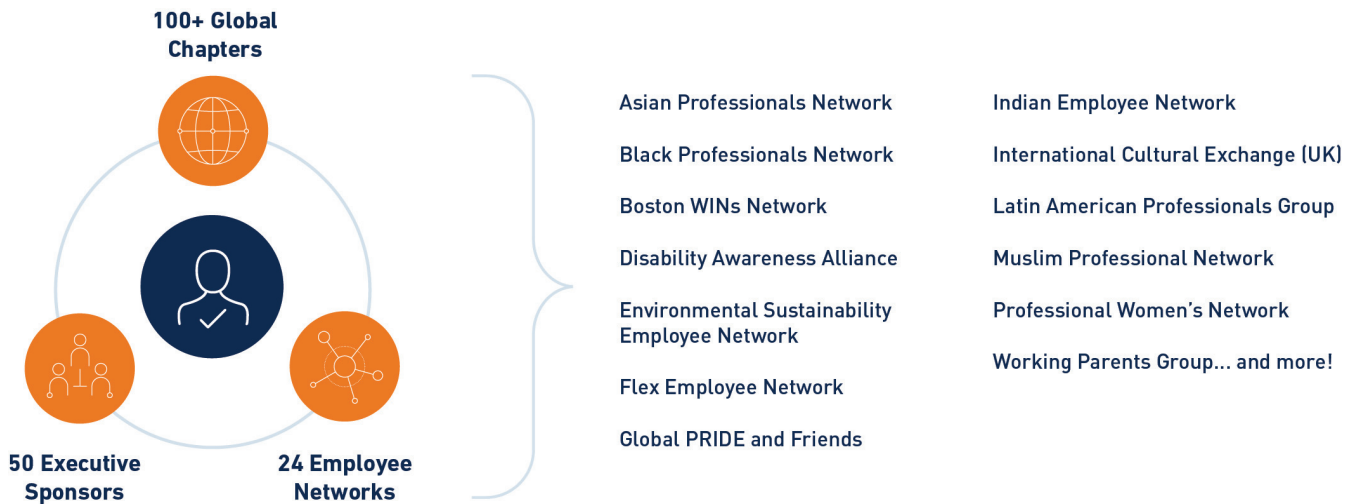 100+ Global
Chapters
50 Executive
Sponsors
24 Employee
Networks
Asian Professionals Network
Black Professionals Network
Boston WINs Network
Disability Awareness Alliance
Environmental Sustainability
Employee Network
Flex Employee Network
Global PRIDE and Friends
Indian Employee Network
International Cultural Exchange (UK)
Latin American Professionals Group
Muslim Professional Network
Professional Women's Network
Working Parents Group... and more!